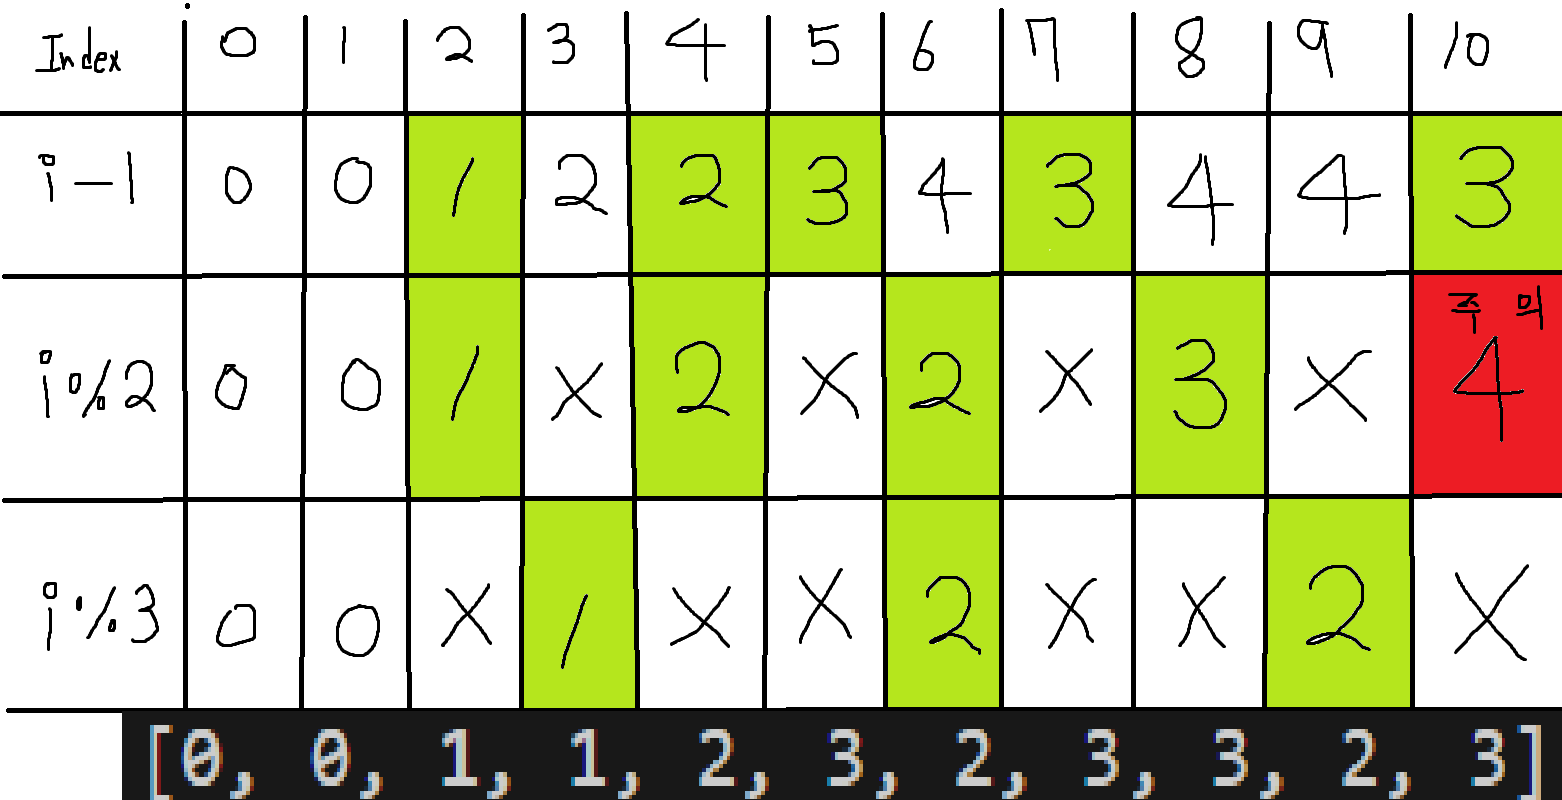 Index 0 1 2 3 4 5 6 7 8 9 10
i-1 0 0 1 2 2 3 4 3 4 4 3
주의
i%2 0 0 1 X 2 X 2 X 3 X 4
i%3 0 0 X 1 X X 2 X X 2 X
[0, 0, 1, 1, 2, 3, 2, 3, 3, 2, 3]